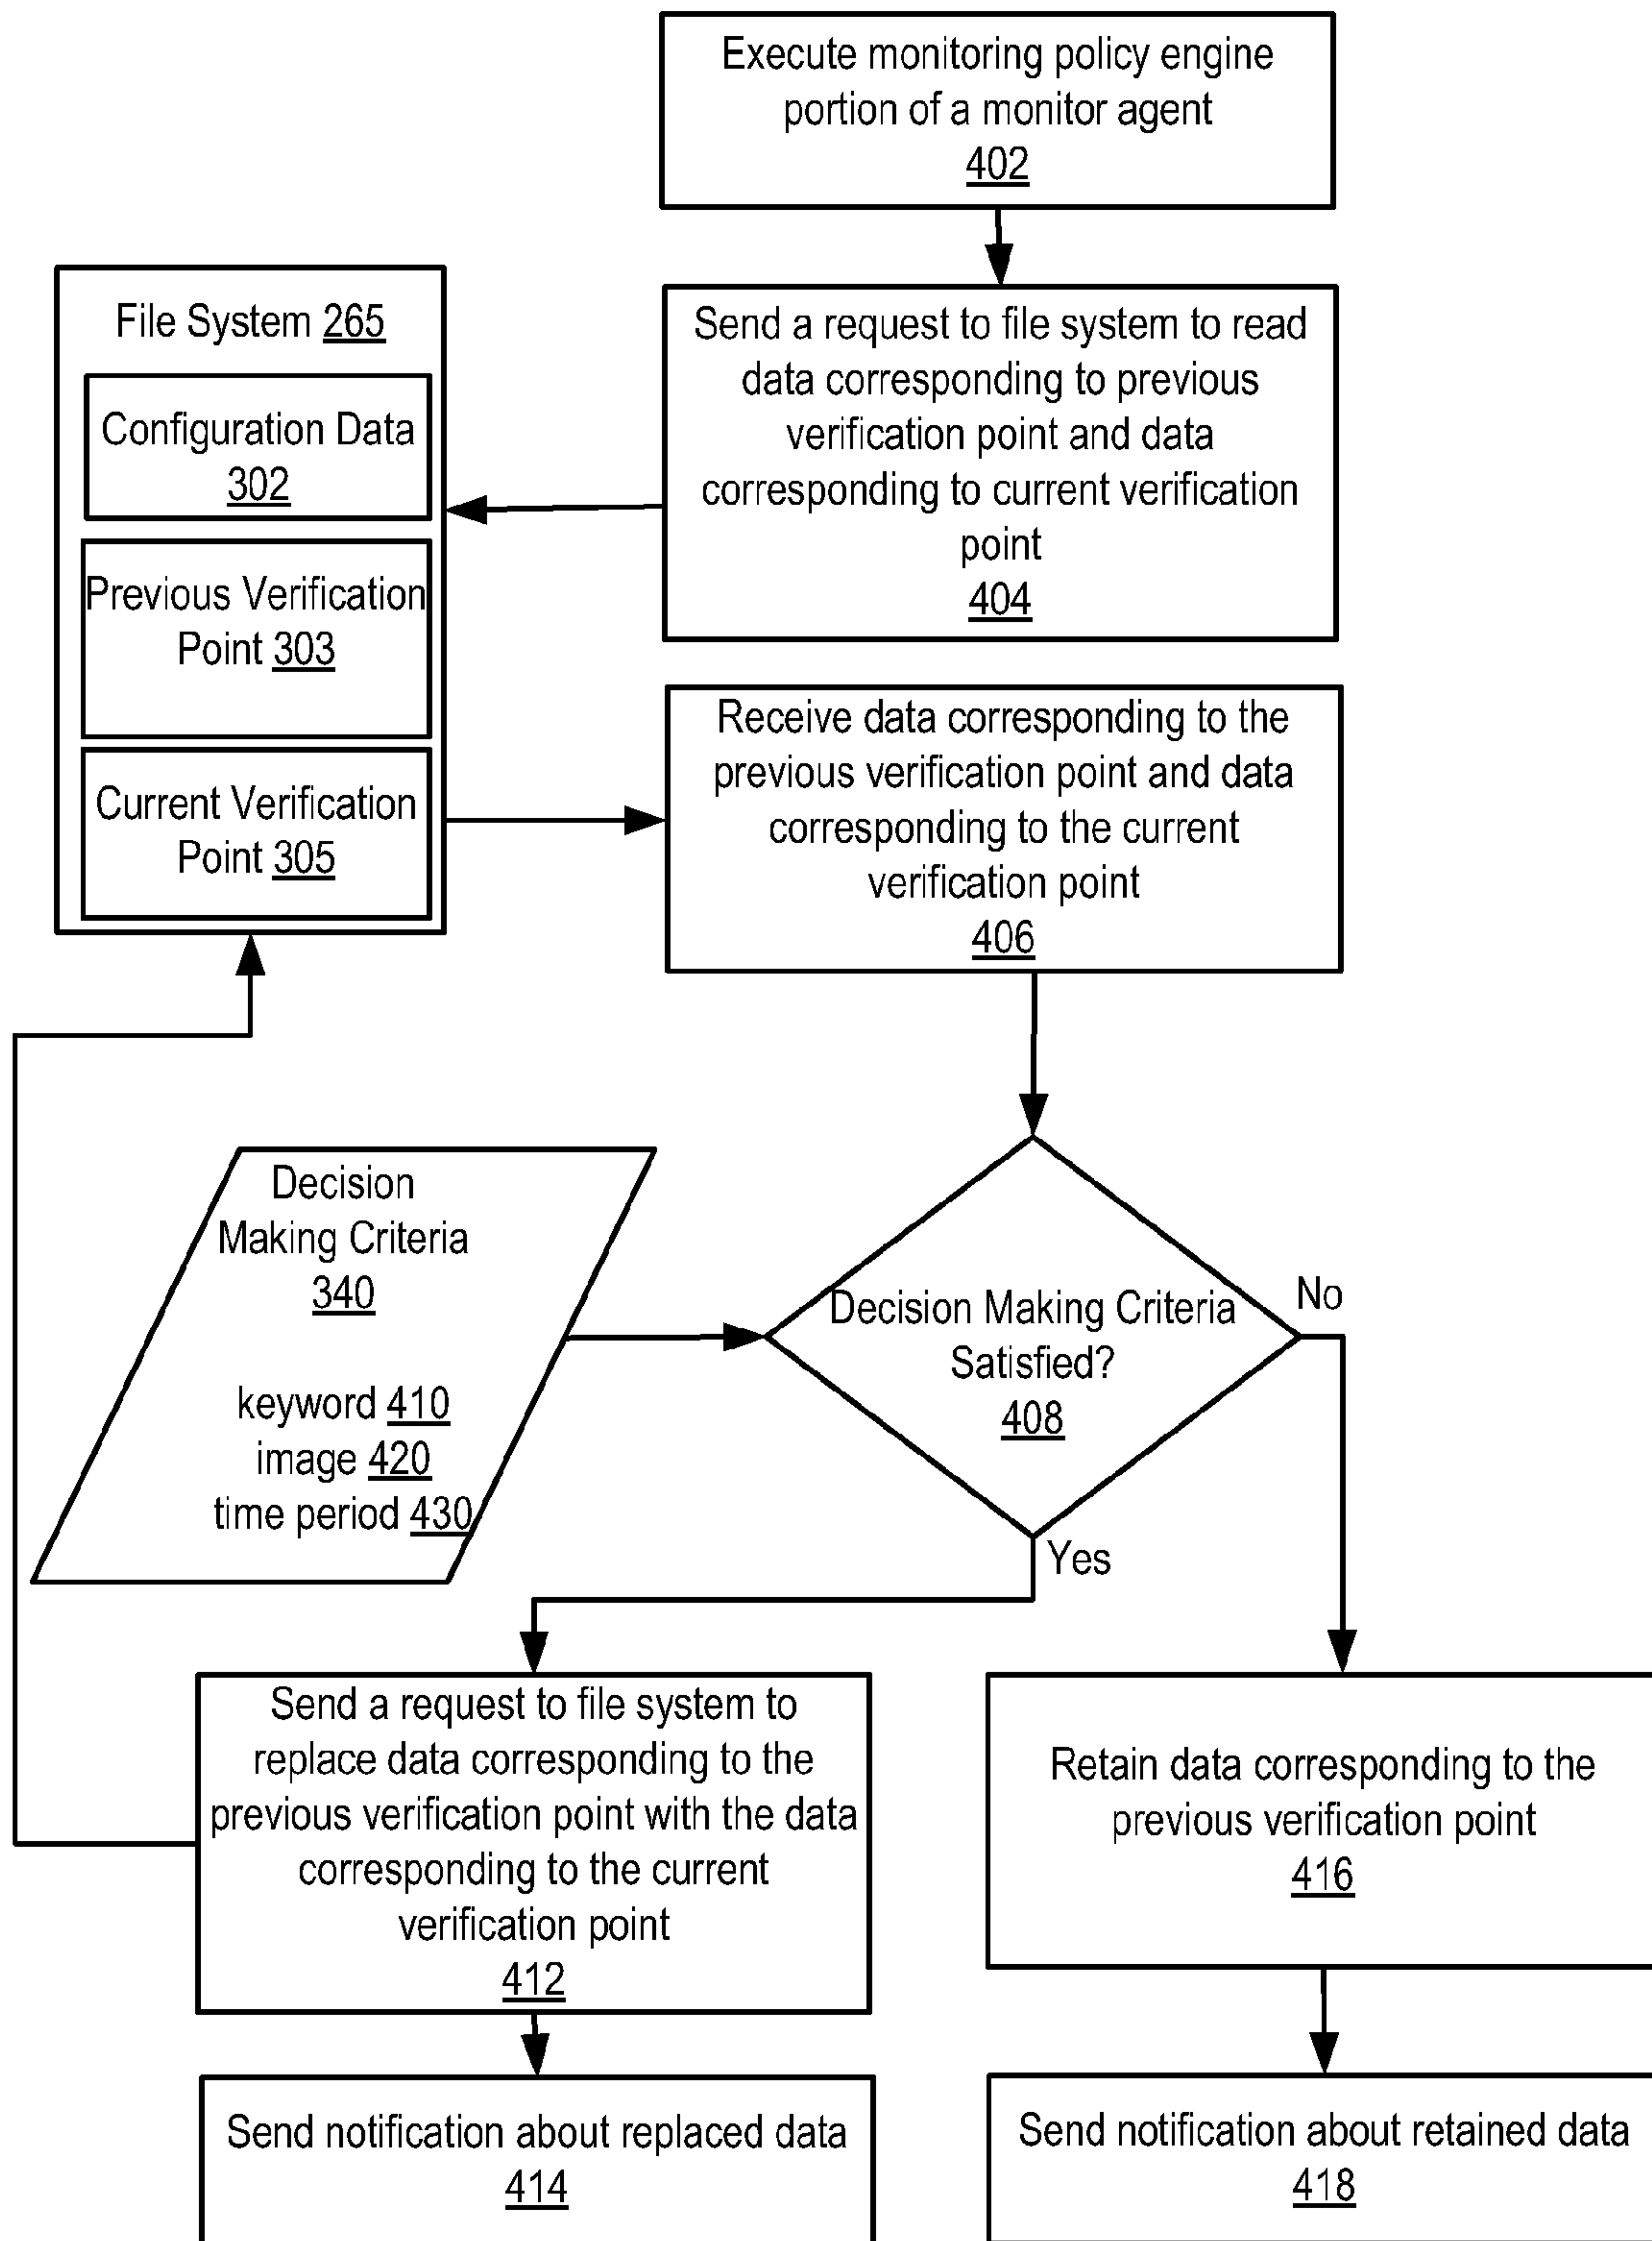 Execute monitoring policy engine
portion of a monitor agent
402
File System 265
Configuration Data
302
Previous Verification
Point 303
Current Verification
Point 305
Send a request to file system to read
data corresponding to previous
verification point and data
corresponding to current verification
point
404
Receive data corresponding to the
previous verification point and data
corresponding to the current
verification point
406
Decision
Making Criteria
340
keyword 410
image 420
time period 430
Decision Making Criteria
Satisfied?
408
No
Yes
Send a request to file system to
replace data corresponding to the
previous verification point with the data
corresponding to the current
verification point
412
Retain data corresponding to the
previous verification point
416
Send notification about replaced data
414
Send notification about retained data
418